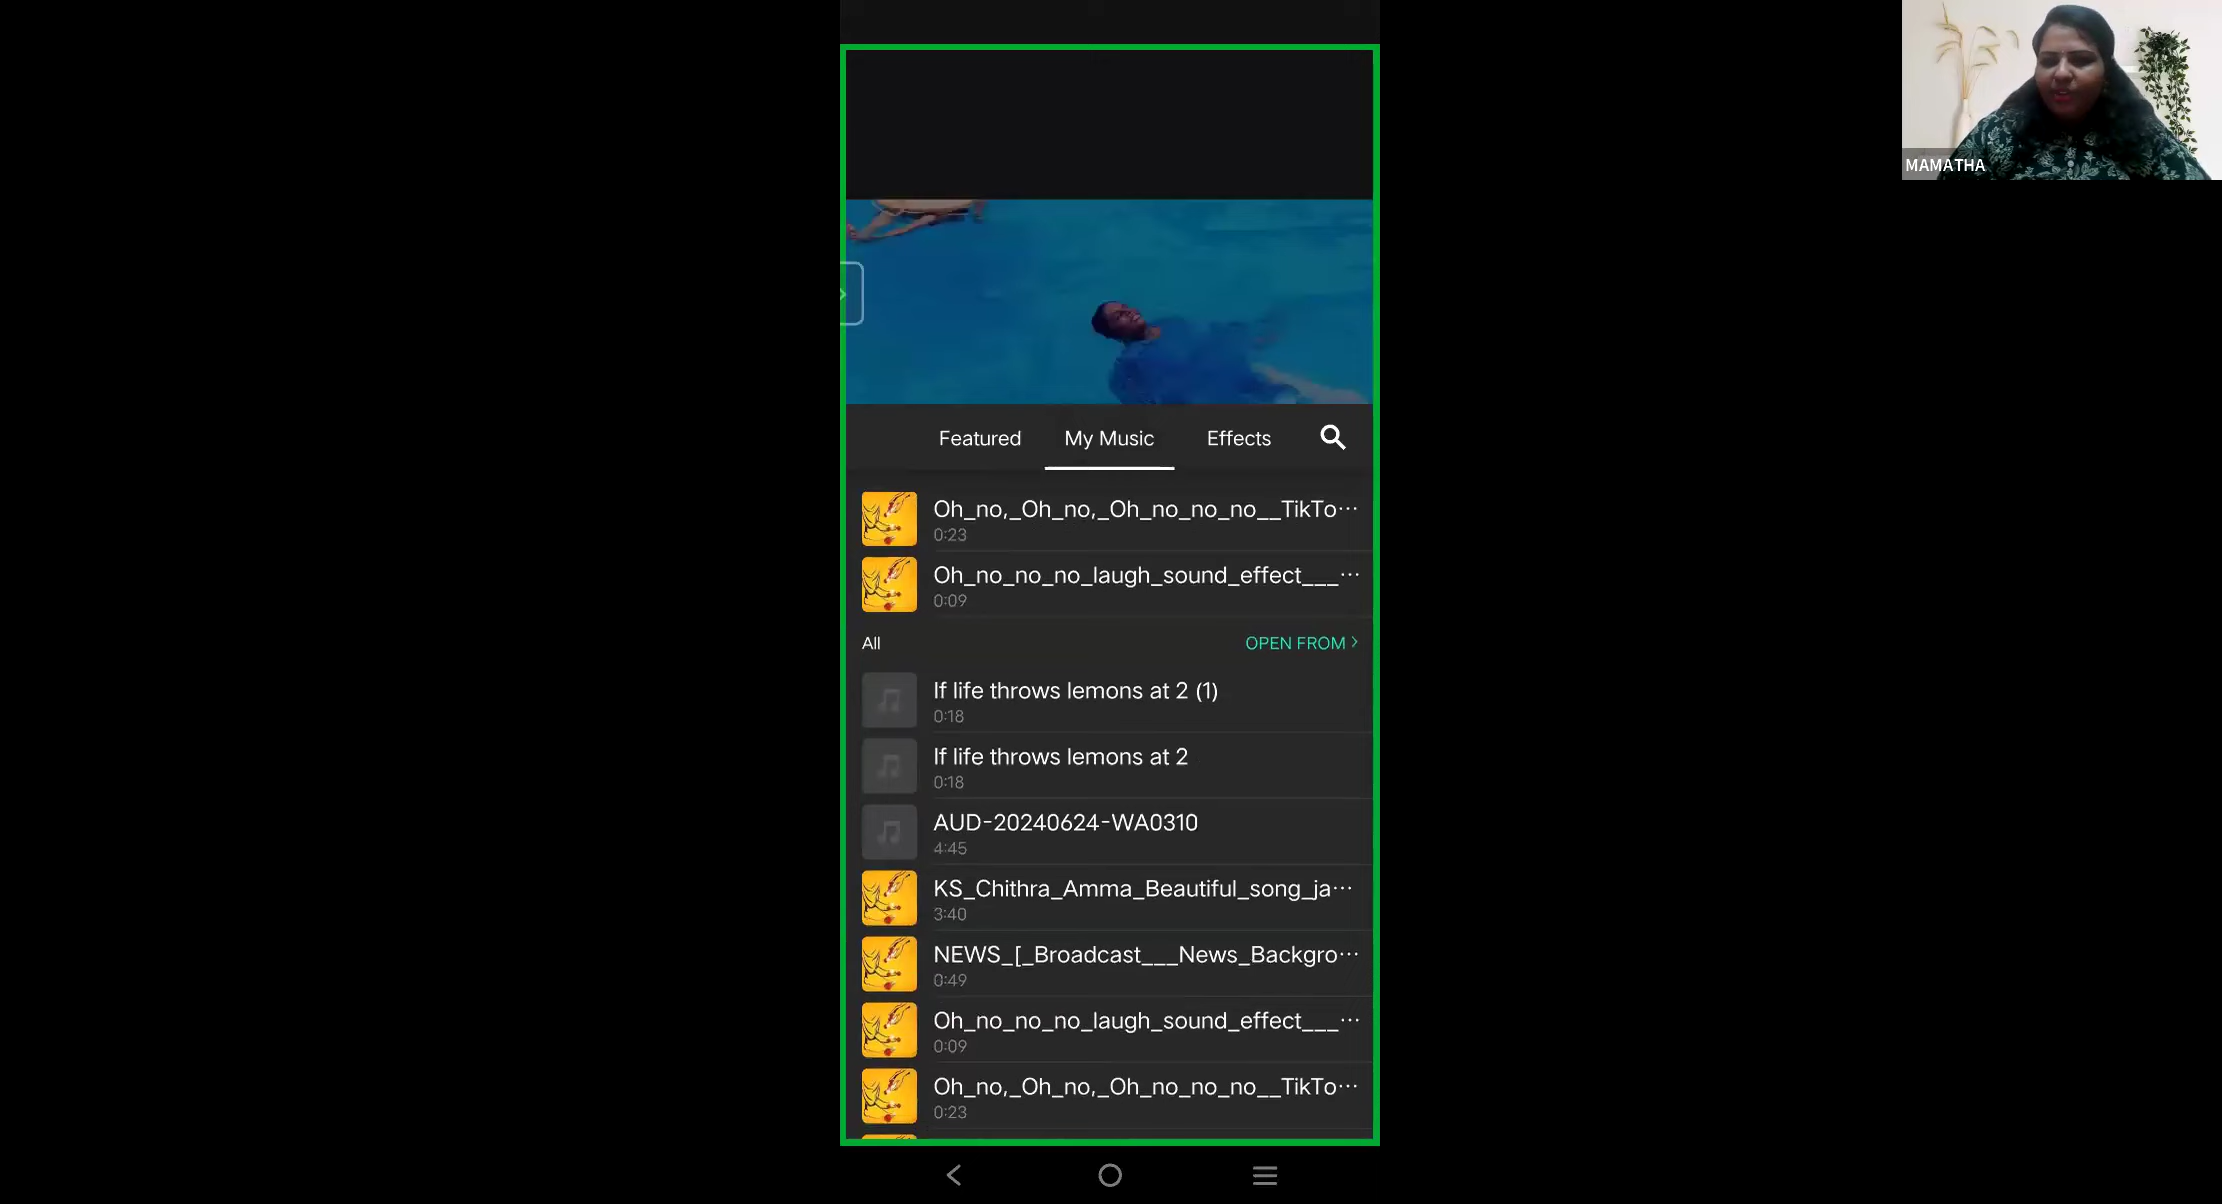 MAMATHA
Featured My Music Effects
Oh_no,_Oh_no,_Oh_no_no_no__TikTo···
0:23
Oh_no_no_no_laugh_sound_effect___···
0:09
All OPEN FROM >
If life throws lemons at 2 (1)
0:18
If life throws lemons at 2
0:18
AUD-20240624-WA0310
4:45
KS_Chithra_Amma_Beautiful_song_ja···
3:40
NEWS_[_Broadcast___News_Backgro···
0:49
Oh_no_no_no_laugh_sound_effect___···
0:09
Oh_no,_Oh_no,_Oh_no_no_no__TikTo···
0:23